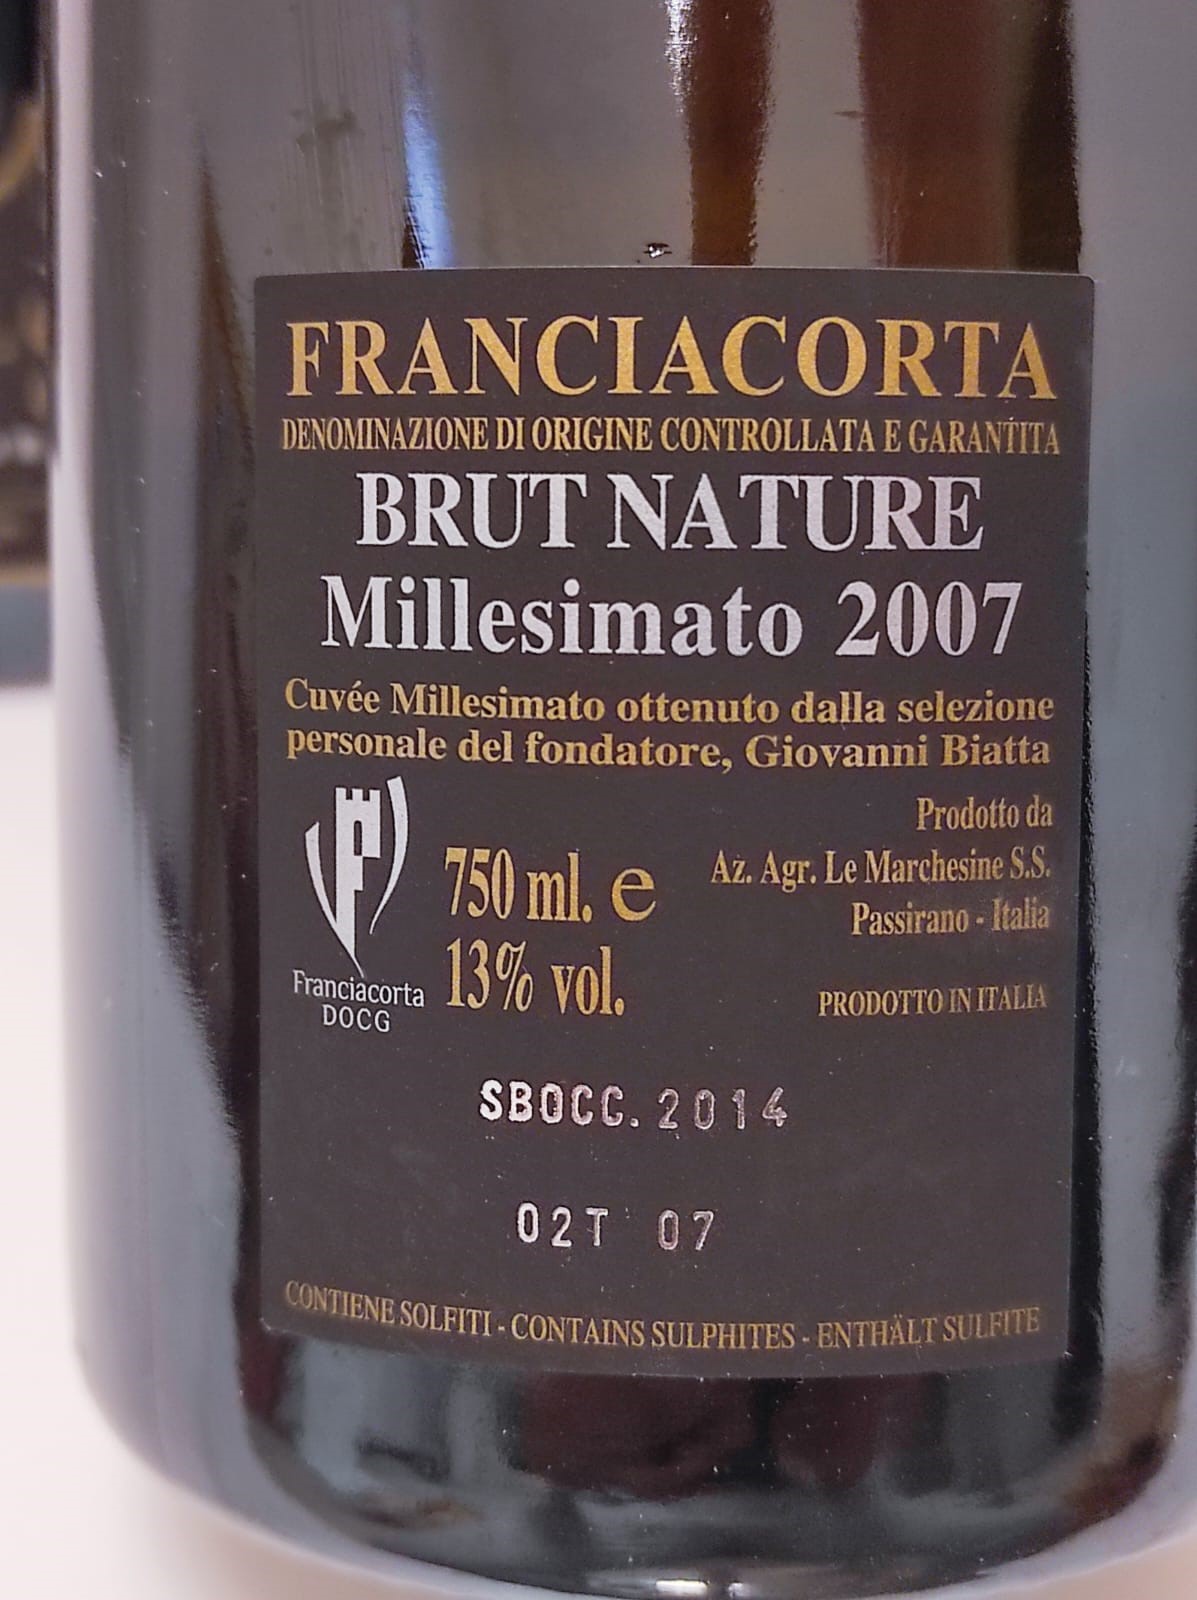 FRANCIACORTA
DENOMINAZIONE DI ORIGINE CONTROLLATA E GARANTITA
BRUT NATURE
Millesimato 2007
Cuvée Millesimato ottenuto dalla selezione
personale del fondatore, Giovanni Biatta
Prodotto da
Az. Agr. Le Marchesine S.S.
Passirano - Italia
PRODOTTO IN ITALIA
750 ml. e
13% vol.
Franciacorta
DOCG
SBOCC.2014
02T 07
CONTIENE SOLFITI - CONTAINS SULPHITES - ENTHÄLT SULFITE